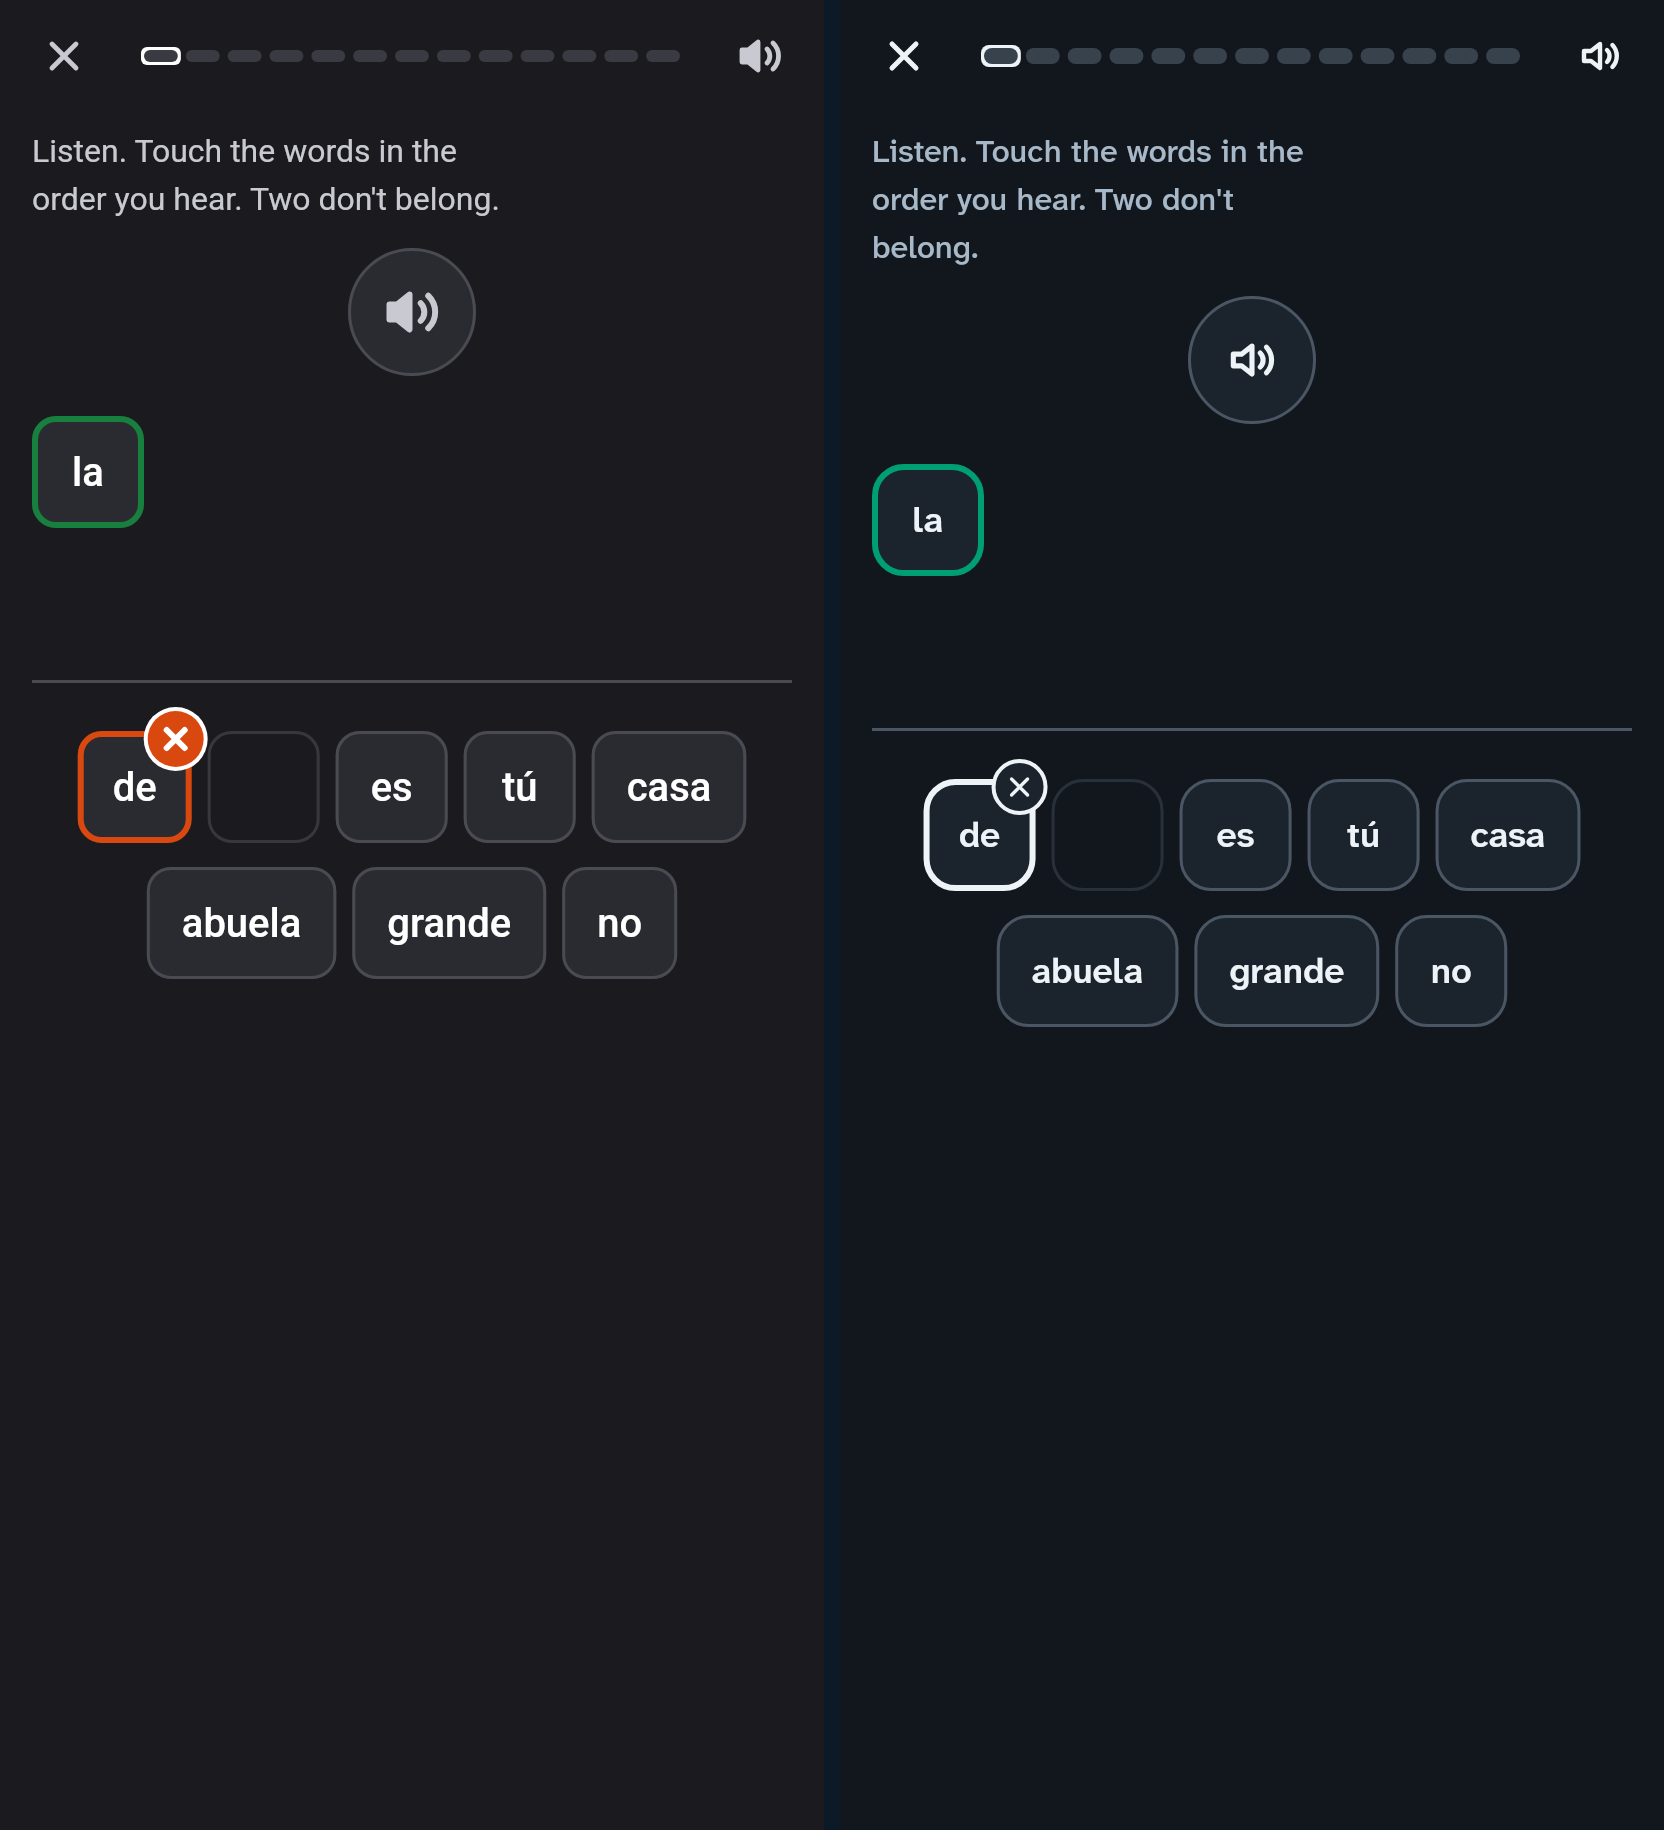 Listen. Touch the words in the
order you hear. Two don't belong.
la
de es tú casa
abuela grande no
Listen. Touch the words in the
order you hear. Two don't
belong.
la
de es tú casa
abuela grande no